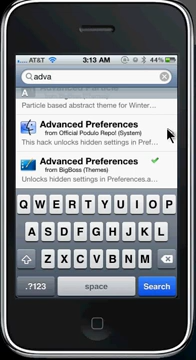 AT&T 3:13 AM
adva
A
Particle based abstract theme for Winter...
Advanced Preferences
from Official Podulo Repo! (System)
This hack unlocks hidden settings in Pref...
Advanced Preferences
from BigBoss (Themes)
Unlocks hidden settings in Preferences.a...
Q W E R T Y U I O P
A S D F G H J K L
Z X C V B N M
.?123 space Search